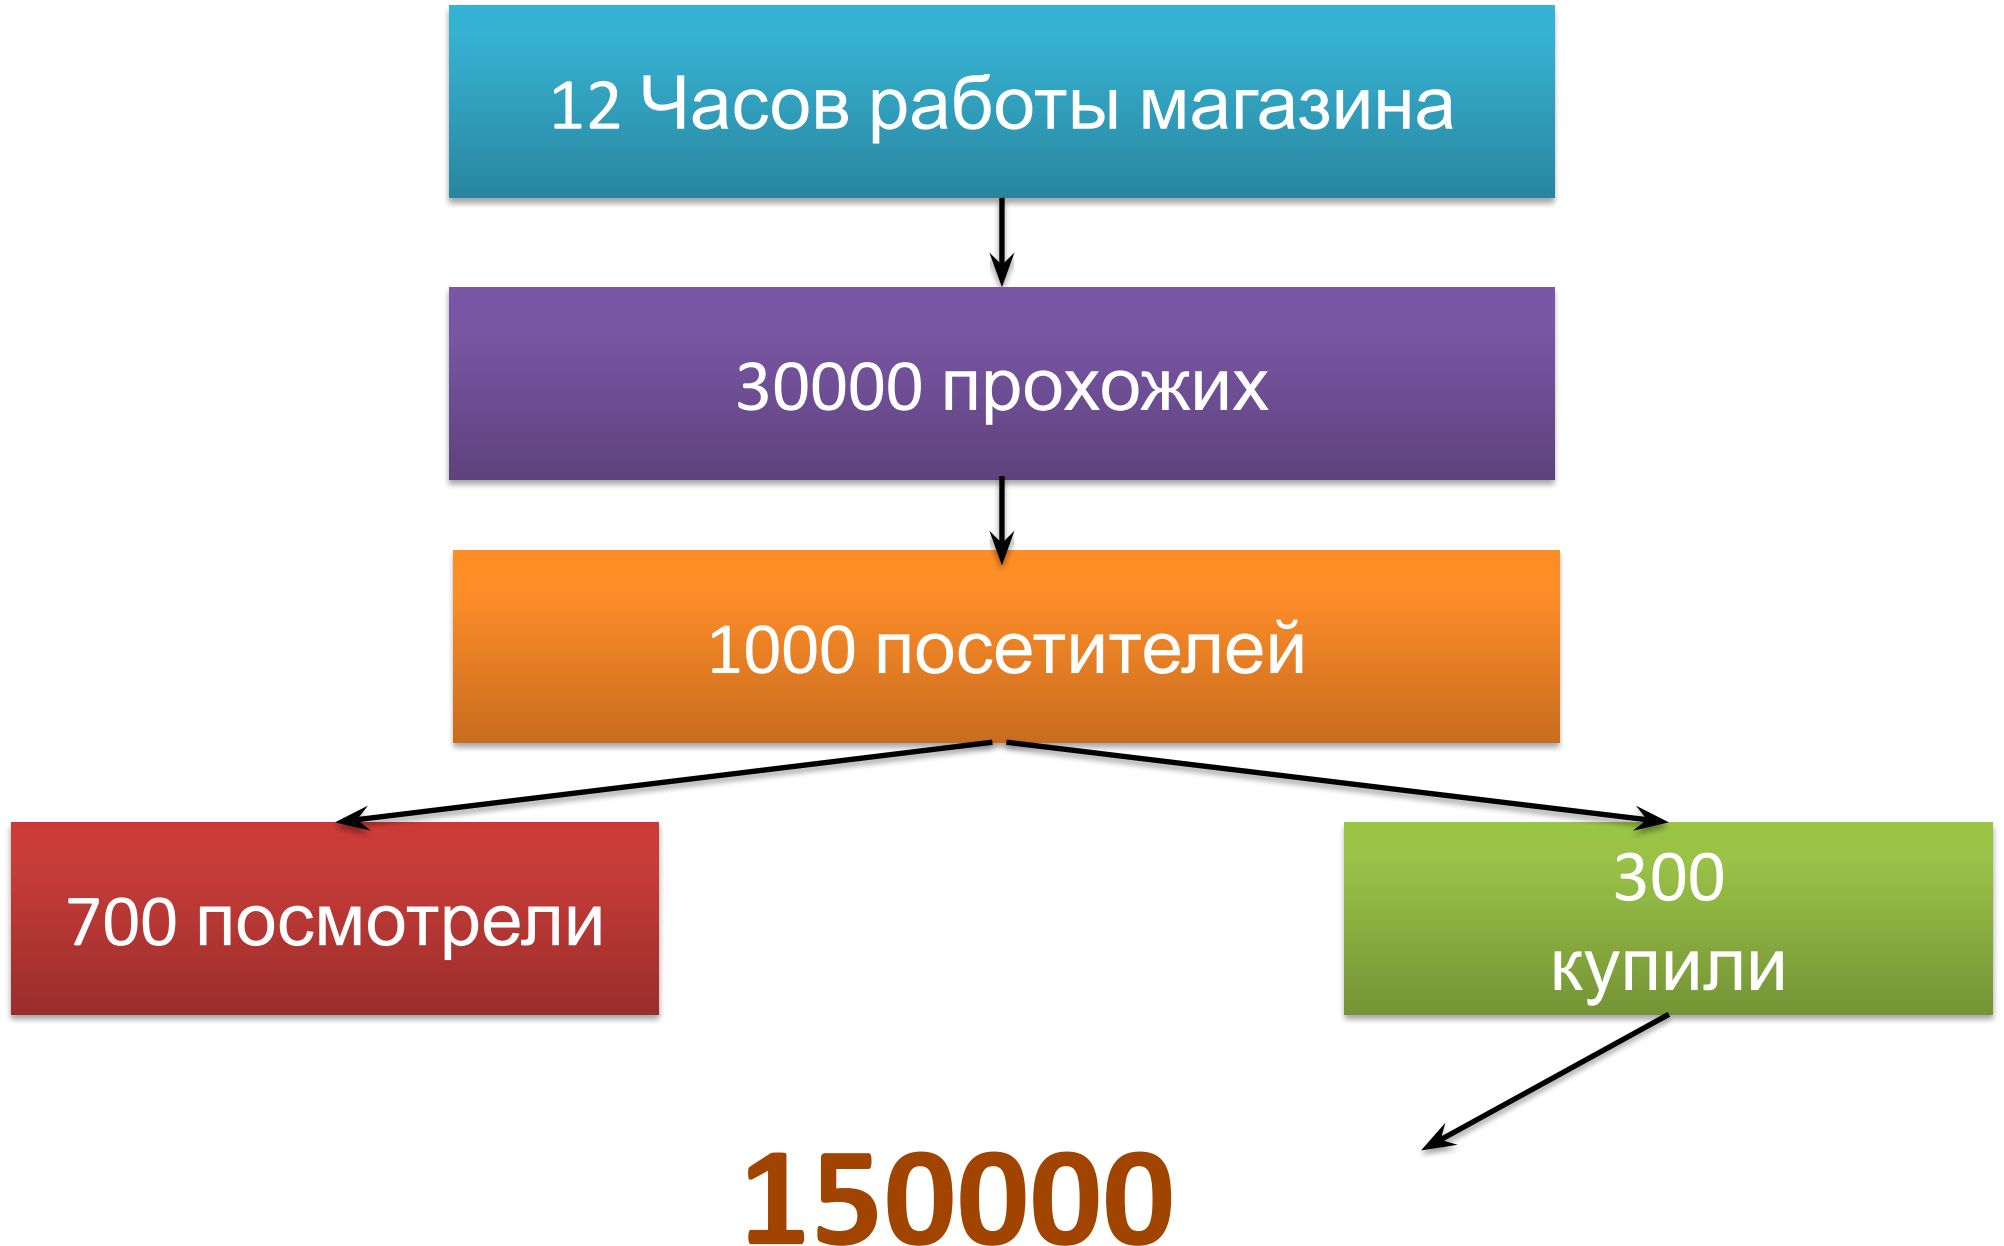 12 Часов работы магазина
30000 прохожих
1000 посетителей
700 посмотрели
300
купили
150000